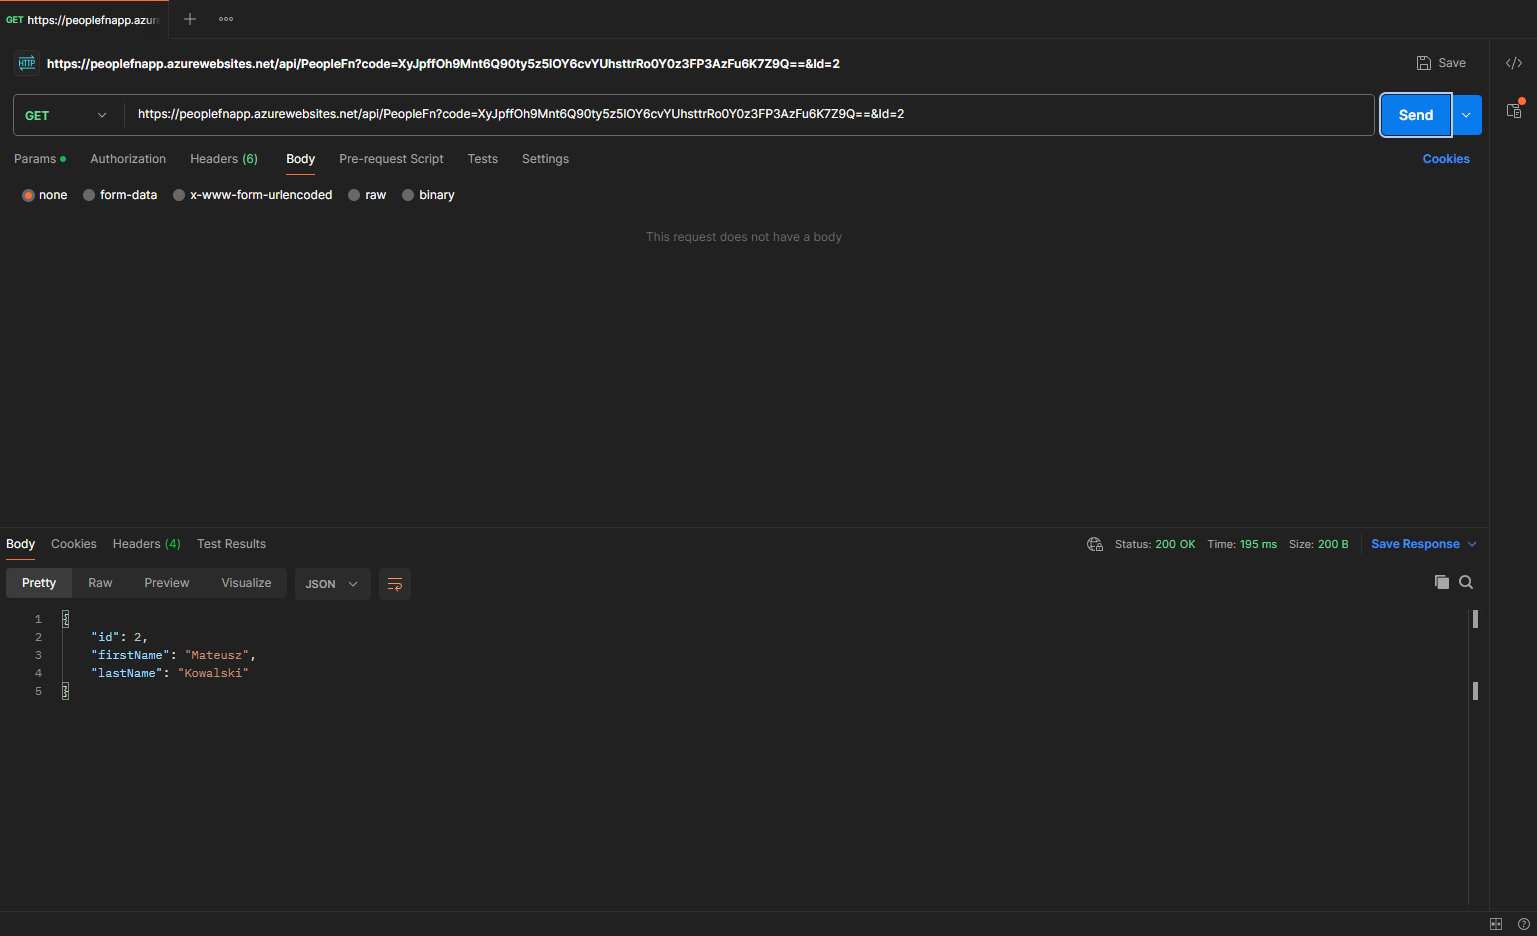 GET https://peoplefnapp.azur
HTTP https://peoplefnapp.azurewebsites.net/api/PeopleFn?code=XyJpffOh9Mnt6Q90ty5z5IOY6cvYUhsttrRo0Y0z3FP3AzFu6K7Z9Q==&Id=2
Save
GET
https://peoplefnapp.azurewebsites.net/api/PeopleFn?code=XyJpffOh9Mnt6Q90ty5z5IOY6cvYUhsttrRo0Y0z3FP3AzFu6K7Z9Q==&Id=2
Send
Params Authorization Headers (6) Body Pre-request Script Tests Settings Cookies
none form-data x-www-form-urlencoded raw binary
This request does not have a body
Body Cookies Headers (4) Test Results Status: 200 OK Time: 195 ms Size: 200 B Save Response
Pretty Raw Preview Visualize JSON
1 {
2 "id": 2,
3 "firstName": "Mateusz",
4 "lastName": "Kowalski"
5 }